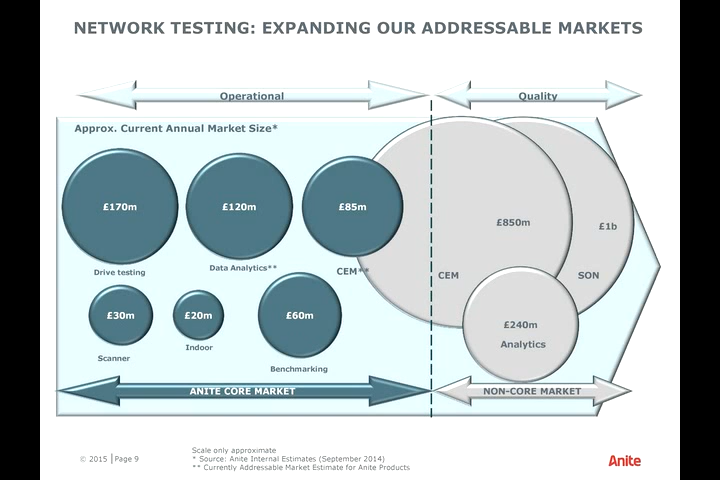 NETWORK TESTING: EXPANDING OUR ADDRESSABLE MARKETS
Operational
Quality
Approx. Current Annual Market Size*
£170m
£120m
£85m
£850m
£1b
Drive testing
Data Analytics**
CEM**
CEM
SON
£30m
£20m
£60m
£240m
Analytics
Scanner
Indoor
Benchmarking
ANITE CORE MARKET
NON-CORE MARKET
Scale only approximate
* Source: Anite Internal Estimates (September 2014)
** Currently Addressable Market Estimate for Anite Products
© 2015 | Page 9
Anite